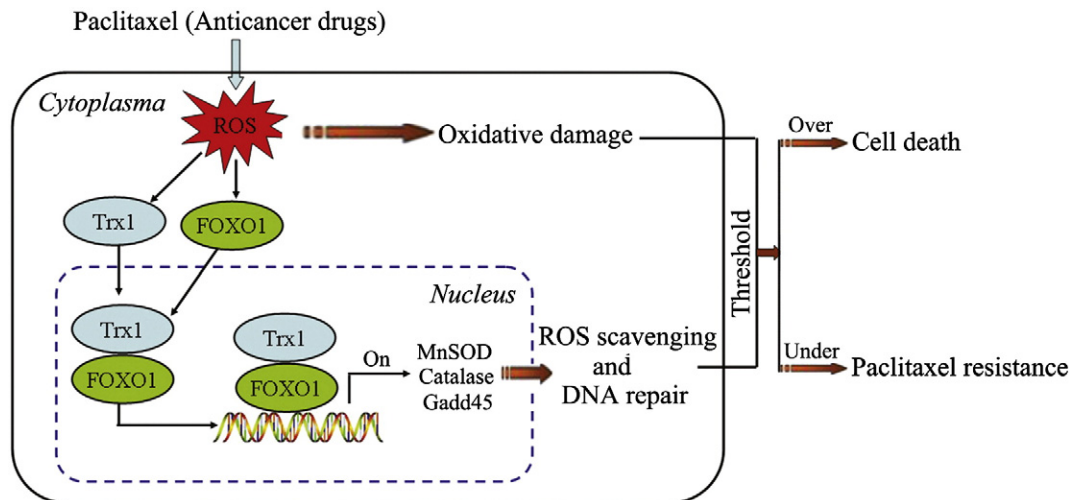 Paclitaxel (Anticancer drugs)
Cytoplasma
ROS
Oxidative damage
Over
Cell death
Trx1
FOXO1
Threshold
Nucleus
Trx1
FOXO1
Trx1
FOXO1
On
MnSOD
Catalase
Gadd45
ROS scavenging
and
DNA repair
Under
Paclitaxel resistance